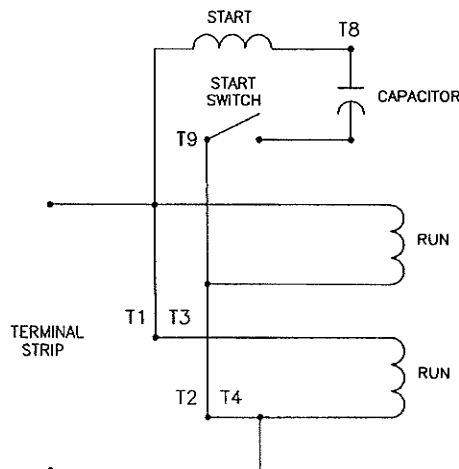 START
T8
START
SWITCH
CAPACITOR
T9
RUN
T1 T3
TERMINAL
STRIP
RUN
T2 T4